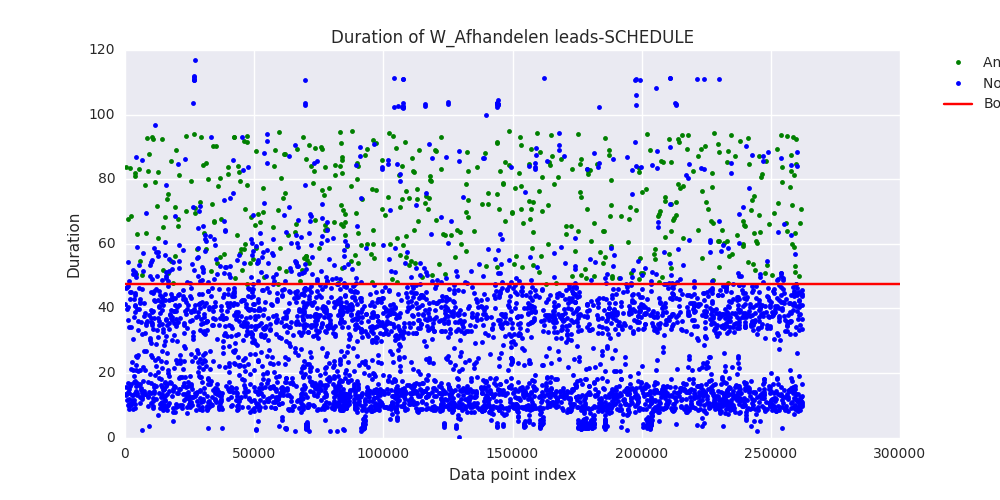 Duration of W_Afhandelen leads-SCHEDULE
120
100
80
60
40
20
0
Duration
0 50000 100000 150000 200000 250000 300000
Data point index
An
No
Bo